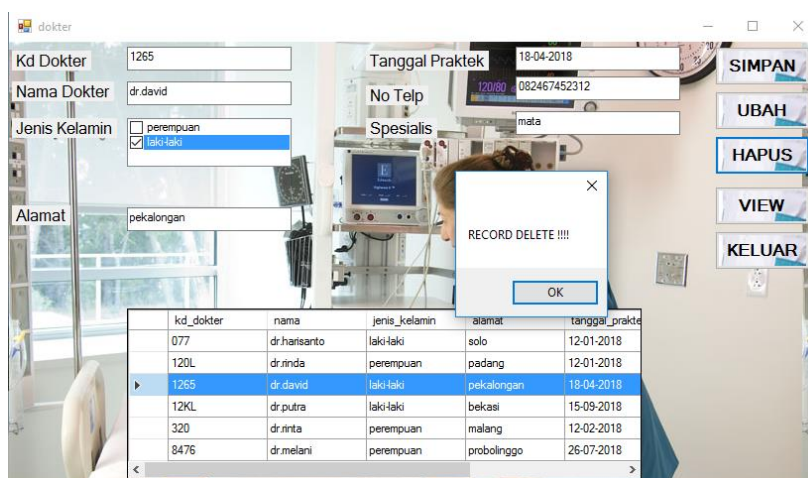 dokter
Kd Dokter 1265 Tanggal Praktek 18-04-2018 SIMPAN
Nama Dokter dr.david No Telp 120/80 082467452312 UBAH
Jenis Kelamin perempuan Spesialis mata
laki-laki HAPUS
VIEW
Alamat pekalongan RECORD DELETE !!!! KELUAR
OK
kd_dokter nama jenis_kelamin alamat tanggal_prakte
077 dr.harisanto laki-laki solo 12-01-2018
120L dr.rinda perempuan padang 12-01-2018
1265 dr.david laki-laki pekalongan 18-04-2018
12KL dr.putra laki-laki bekasi 15-09-2018
320 dr.rinta perempuan malang 12-02-2018
8476 dr.melani perempuan probolinggo 26-07-2018